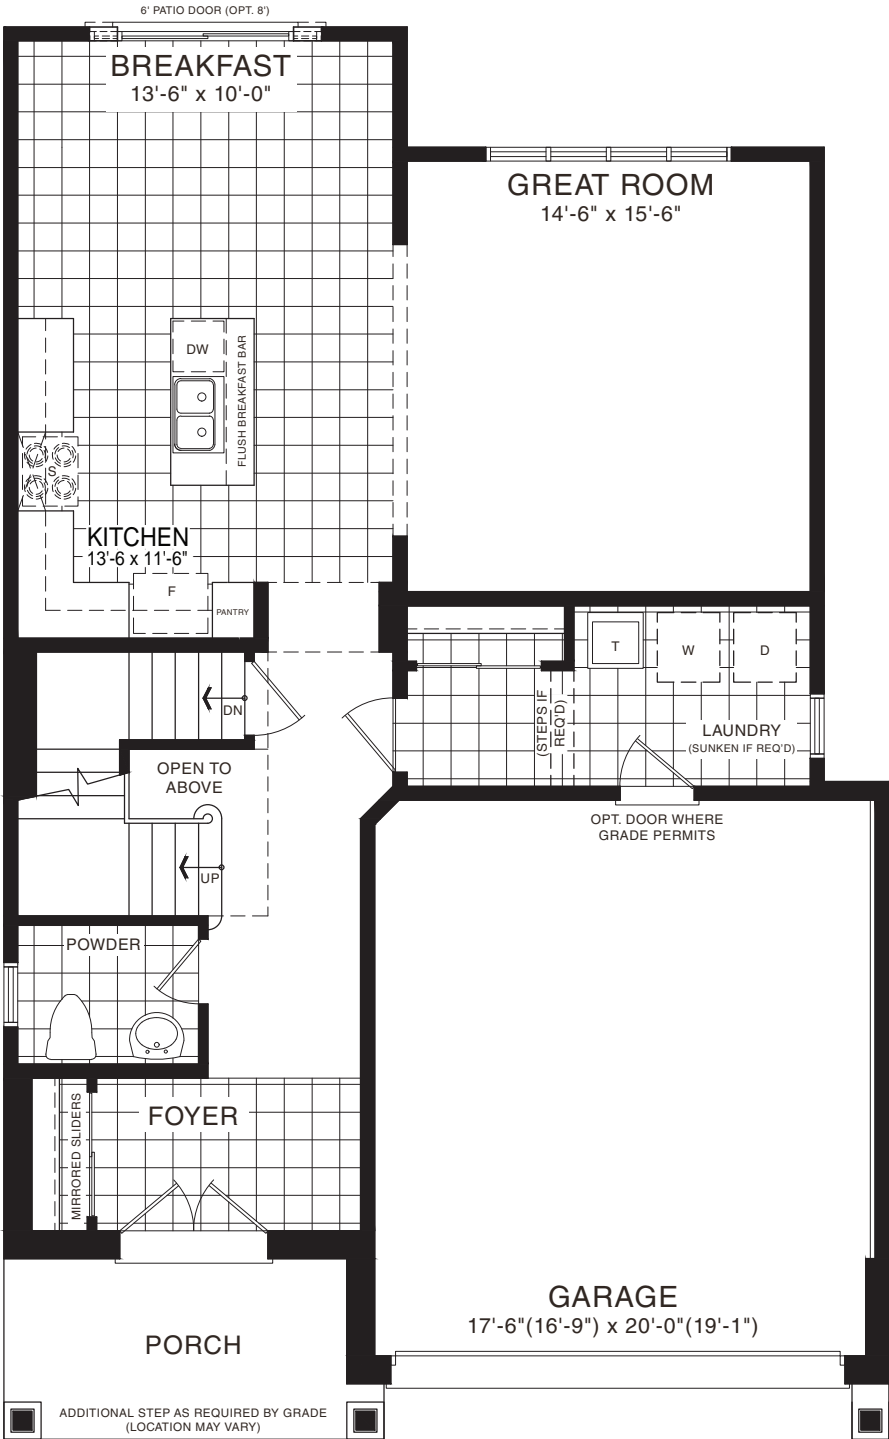 6' PATIO DOOR (OPT. 8')
BREAKFAST
13'-6" x 10'-0"
GREAT ROOM
14'-6" x 15'-6"
DW
FLUSH BREAKFAST BAR
S
KITCHEN
13'-6 x 11'-6"
F
PANTRY
T
W
D
DN
(STEPS IF
REQ'D)
LAUNDRY
(SUNKEN IF REQ'D)
OPEN TO
ABOVE
OPT. DOOR WHERE
GRADE PERMITS
UP
POWDER
MIRRORED SLIDERS
FOYER
GARAGE
17'-6"(16'-9") x 20'-0"(19'-1")
PORCH
ADDITIONAL STEP AS REQUIRED BY GRADE
(LOCATION MAY VARY)